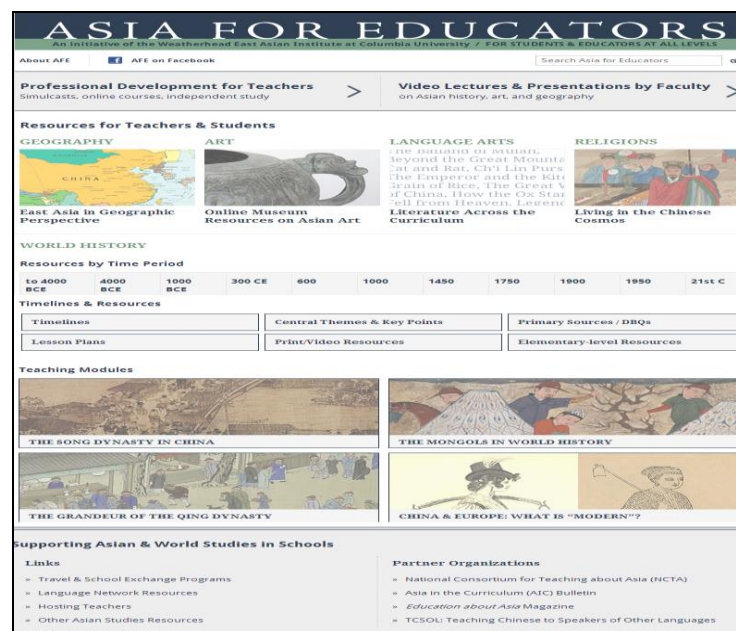 ASIA FOR EDUCATORS
An Initiative of the Weatherhead East Asian Institute at Columbia University / FOR STUDENTS & EDUCATORS AT ALL LEVELS
About AFE
AFE on Facebook
Search Asia for Educators
Professional Development for Teachers
Simulcasts, online courses, independent study
Video Lectures & Presentations by Faculty
on Asian history, art, and geography
Resources for Teachers & Students
GEOGRAPHY
CHINA
East Asia in Geographic
Perspective
ART
Online Museum
Resources on Asian Art
LANGUAGE ARTS
The Ballad of Mulan,
Beyond the Great Mounta
Cat and Rat, Ch'i Lin Purs
The Emperor and the Kite
Grain of Rice, The Great
of China, How the Ox Star
Fell from Heaven, Legend
Literature Across the
Curriculum
RELIGIONS
Living in the Chinese
Cosmos
WORLD HISTORY
Resources by Time Period
to 4000 BCE
4000 BCE
1000 BCE
300 CE
600
1000
1450
1750
1900
1950
21st C
Timelines & Resources
Timelines
Central Themes & Key Points
Primary Sources / DBQs
Lesson Plans
Print/Video Resources
Elementary-level Resources
Teaching Modules
THE SONG DYNASTY IN CHINA
THE MONGOLS IN WORLD HISTORY
THE GRANDEUR OF THE QING DYNASTY
CHINA & EUROPE: WHAT IS "MODERN"?
Supporting Asian & World Studies in Schools
Links
» Travel & School Exchange Programs
» Language Network Resources
» Hosting Teachers
» Other Asian Studies Resources
Partner Organizations
» National Consortium for Teaching about Asia (NCTA)
» Asia in the Curriculum (AIC) Bulletin
» Education about Asia Magazine
» TCSOL: Teaching Chinese to Speakers of Other Languages